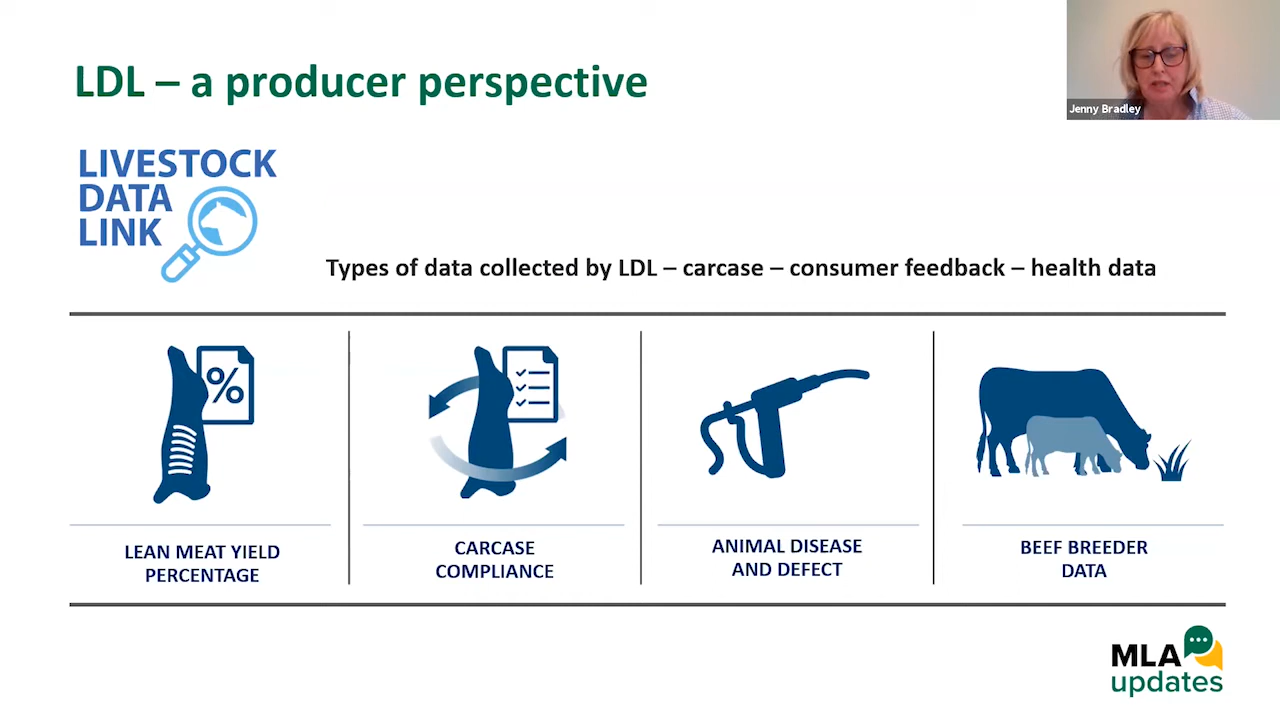 LDL – a producer perspective
Jenny Bradley
LIVESTOCK
DATA
LINK
Types of data collected by LDL – carcase – consumer feedback – health data
%
LEAN MEAT YIELD
PERCENTAGE
CARCASE
COMPLIANCE
ANIMAL DISEASE
AND DEFECT
BEEF BREEDER
DATA
MLA
updates